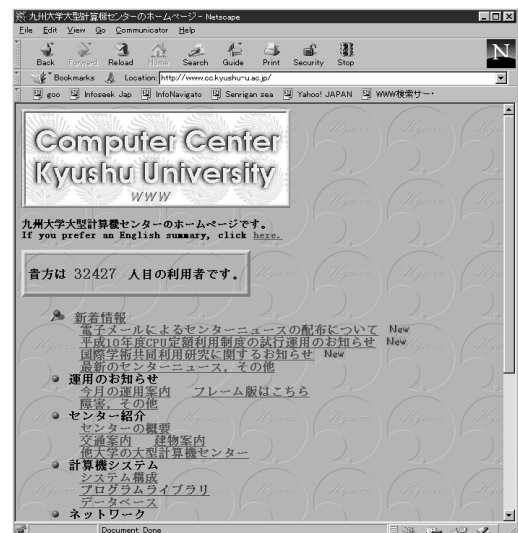 九州大学大型計算機センターのホームページ - Netscape
File Edit View Go Communicator Help
Back Forward Reload Home Search Guide Print Security Stop
N
Bookmarks Location: http://www.cc.kyushu-u.ac.jp/
goo Infoseek Jap InfoNavigato Senrigan sea Yahoo! JAPAN WWW検索サー・
Computer Center
Kyushu University
WWW
九州大学大型計算機センターのホームページです。
If you prefer an English summary, click here.
貴方は 32427 人目の利用者です。
新着情報
電子メールによるセンターニュースの配布について New
平成10年度CPU定額利用制度の試行運用のお知らせ New
国際学術共同利用研究に関するお知らせ New
最新のセンターニュース，その他
運用のお知らせ
今月の運用案内 フレーム版はこちら
障害，その他
センター紹介
センターの概要
交通案内 建物案内
他大学の大型計算機センター
計算機システム
システム構成
プログラムライブラリ
データベース
ネットワーク
Document: Done